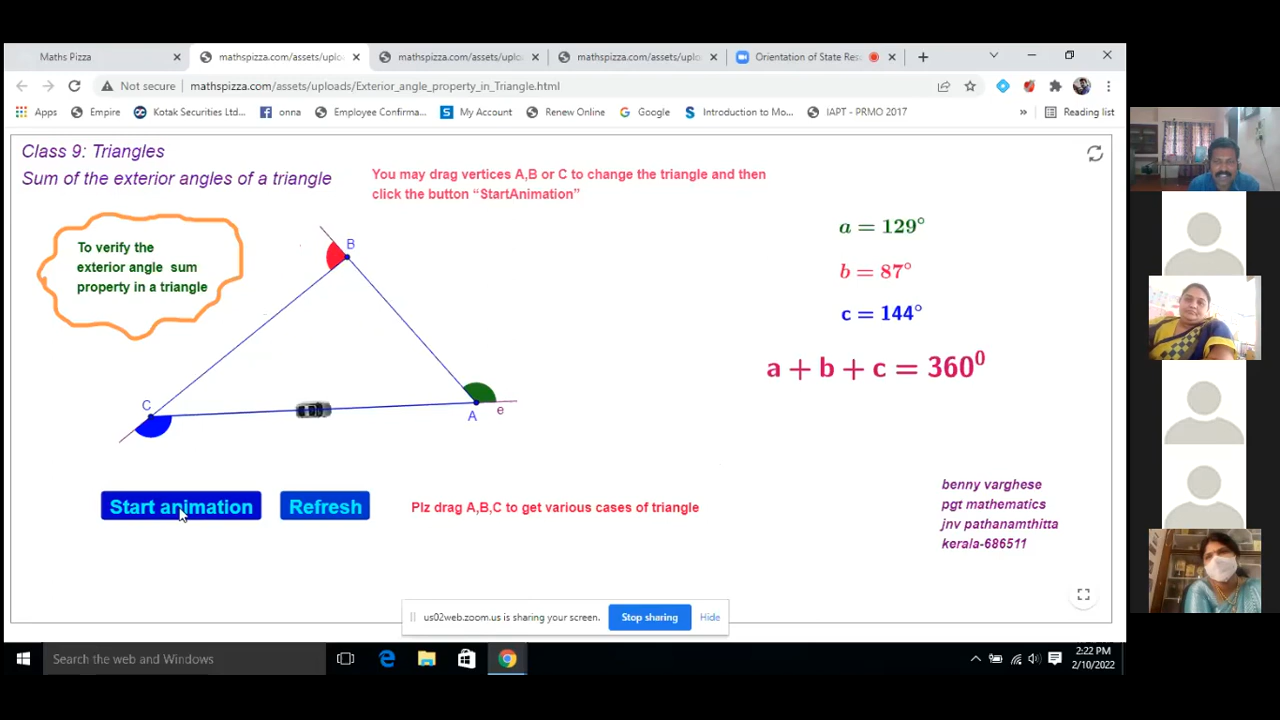 Maths Pizza
mathspizza.com/assets/uplo
mathspizza.com/assets/uplo
mathspizza.com/assets/uplo
Orientation of State Res
Not secure
mathspizza.com/assets/uploads/Exterior_angle_property_in_Triangle.html
Apps
Empire
Kotak Securities Ltd...
onna
Employee Confirma...
My Account
Renew Online
Google
Introduction to Mo...
IAPT - PRMO 2017
»
Reading list
Class 9: Triangles
Sum of the exterior angles of a triangle
You may drag vertices A,B or C to change the triangle and then
click the button “StartAnimation”
To verify the
exterior angle sum
property in a triangle
B
C
A
e
a = 129°
b = 87°
c = 144°
a + b + c = 360⁰
Start animation
Refresh
Plz drag A,B,C to get various cases of triangle
benny varghese
pgt mathematics
jnv pathanamthitta
kerala-686511
us02web.zoom.us is sharing your screen.
Stop sharing
Hide
Search the web and Windows
2:22 PM
2/10/2022